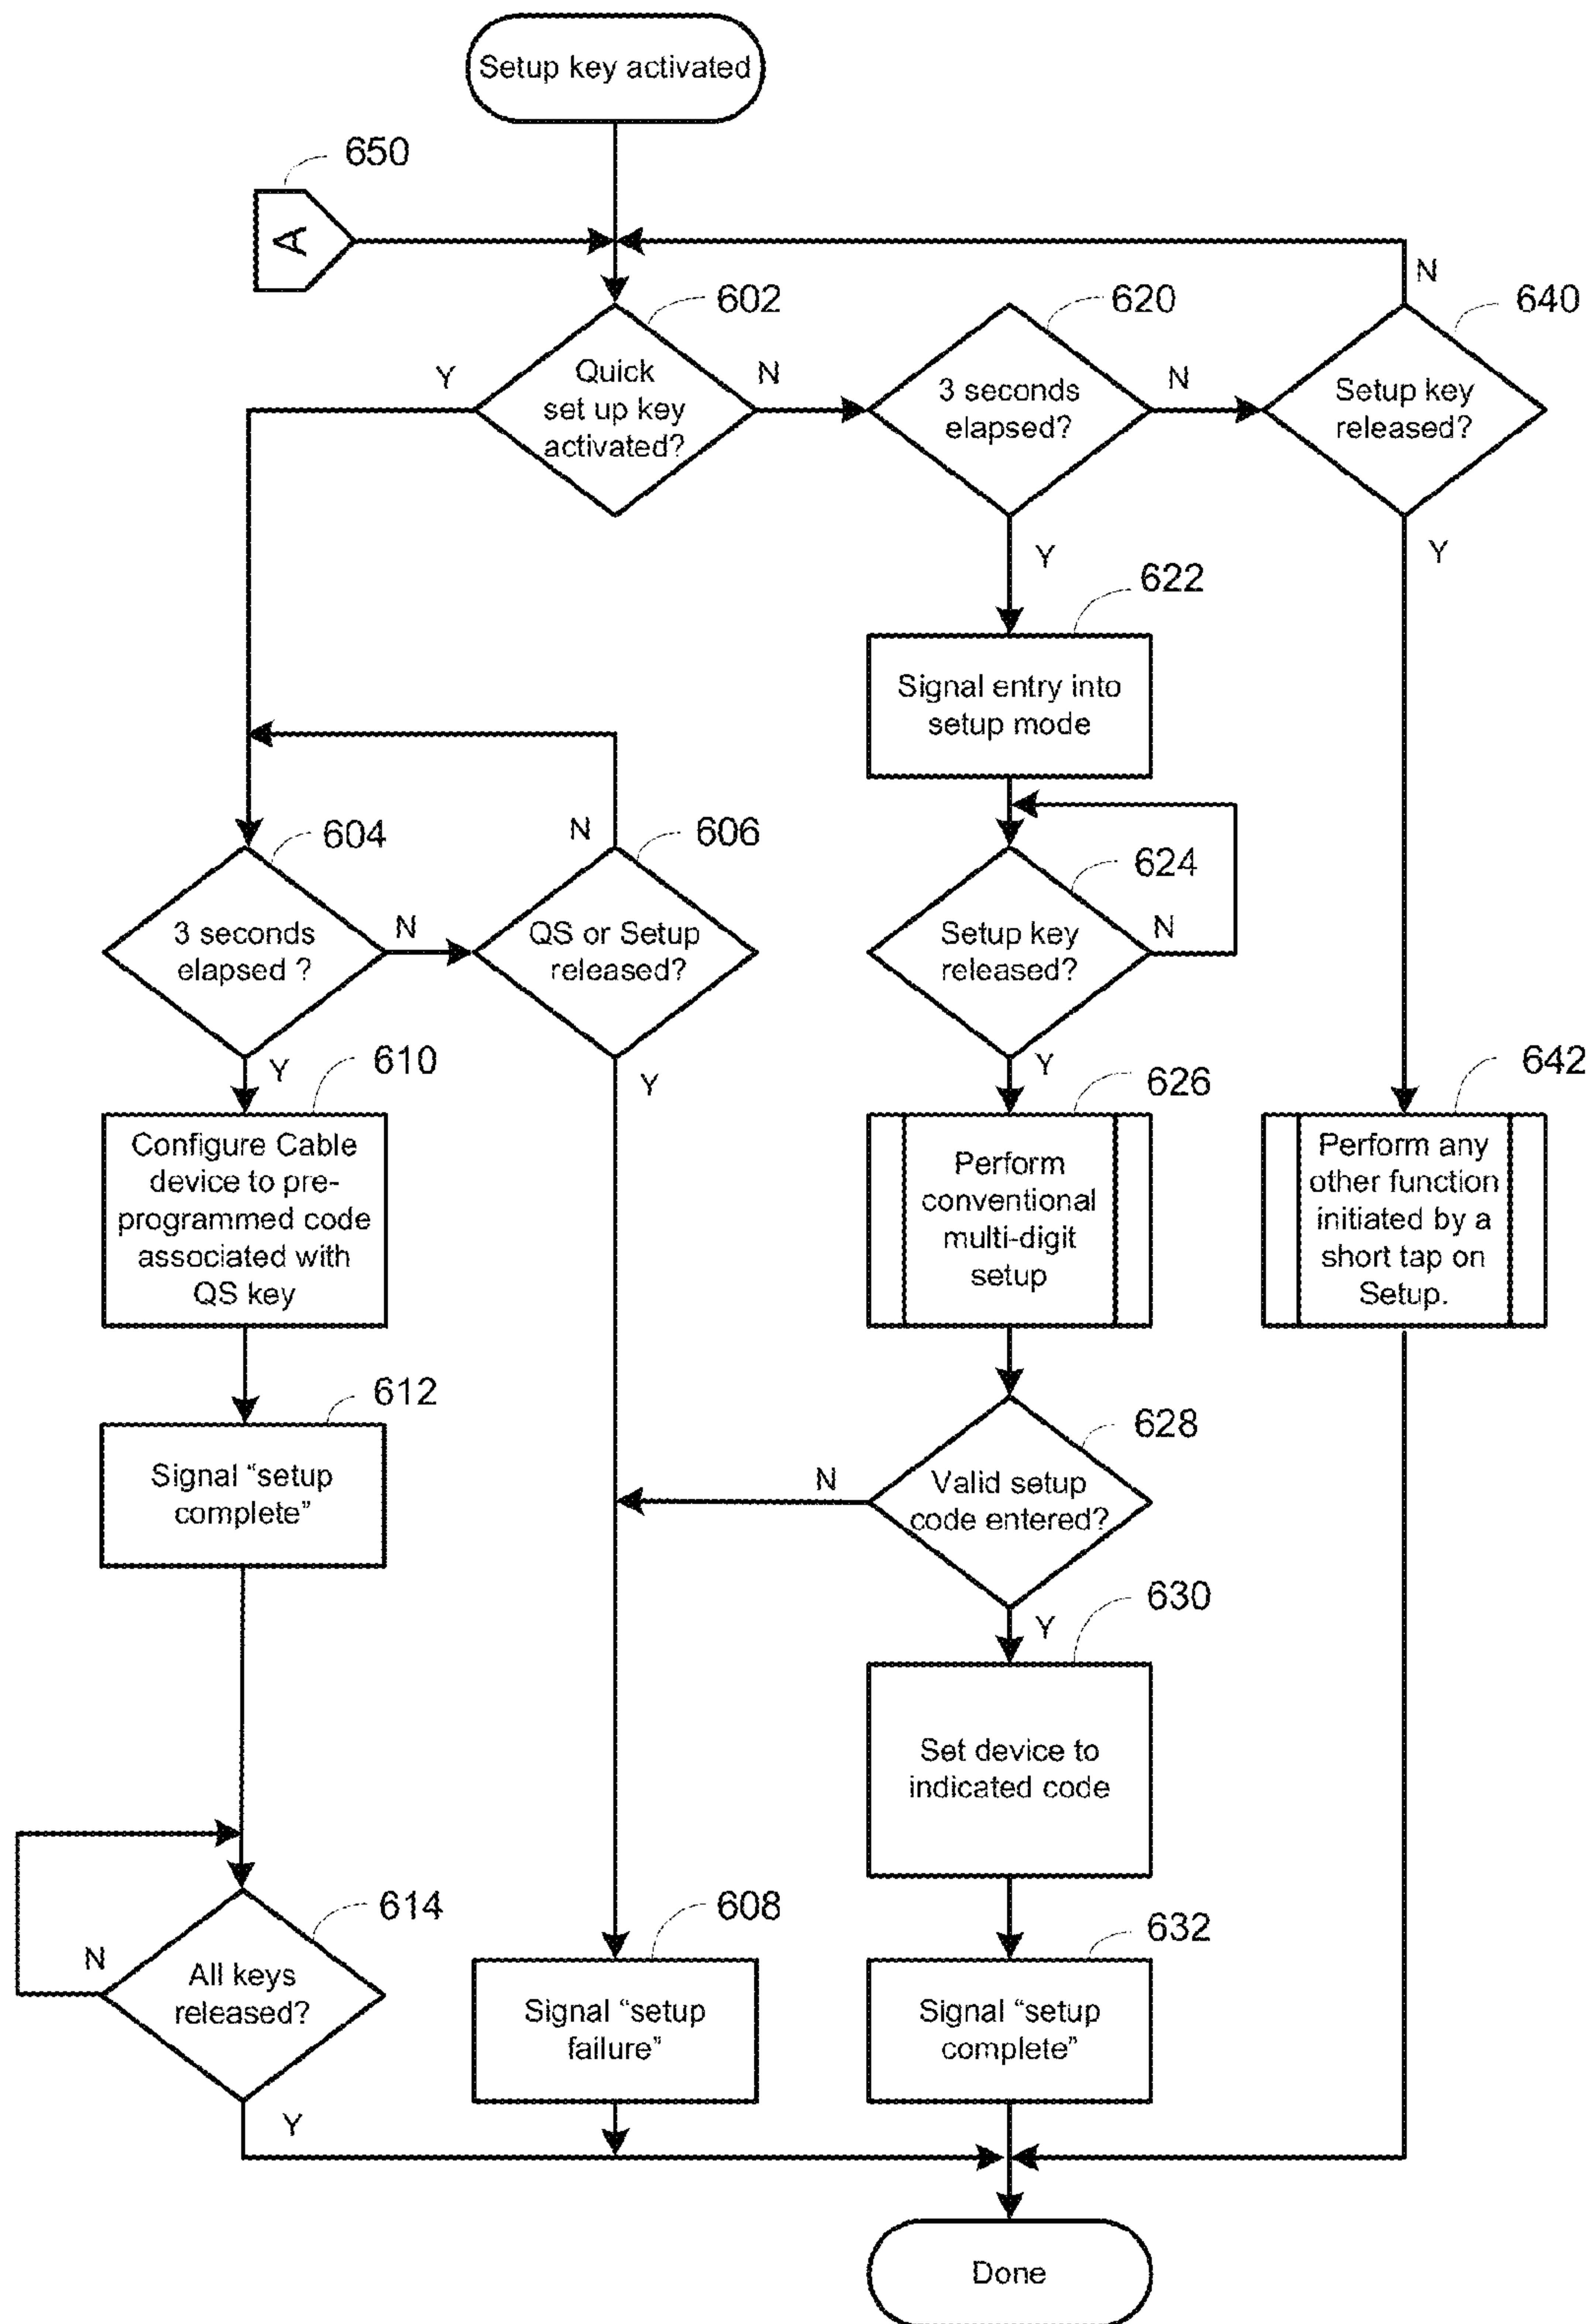 Setup key activated
650
A
N
602
620
640
Y
Quick
set up key
activated?
N
3 seconds
elapsed?
N
Setup key
released?
Y
Y
622
Signal entry into
setup mode
604
N
606
624
3 seconds
elapsed ?
N
QS or Setup
released?
Setup key
released?
N
Y
610
Y
Y
626
642
Configure Cable
device to pre-
programmed code
associated with
QS key
Perform
conventional
multi-digit
setup
Perform any
other function
initiated by a
short tap on
Setup.
612
628
Signal “setup
complete”
N
Valid setup
code entered?
630
Y
Set device to
indicated code
614
608
632
N
All keys
released?
Signal “setup
failure”
Signal “setup
complete”
Y
Done